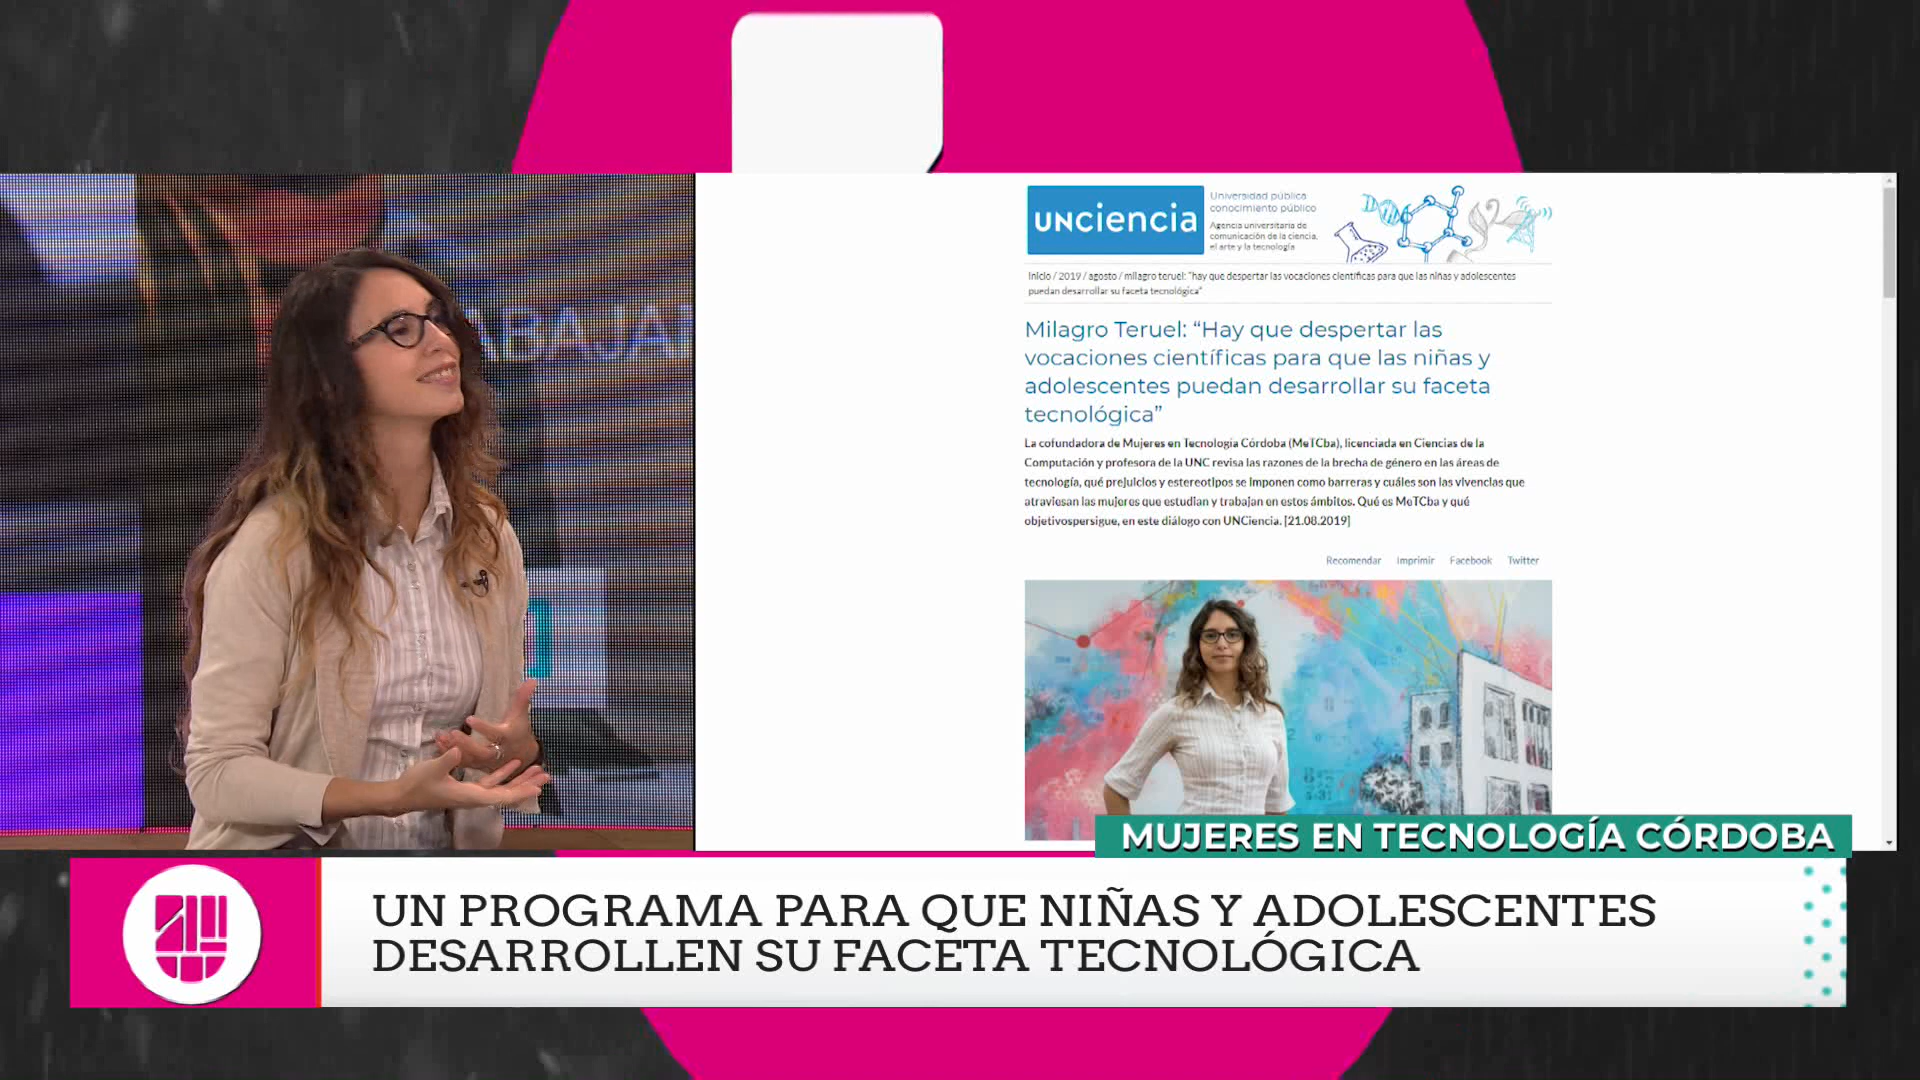 ABAJA
UNCiencia
Universidad pública
conocimiento público
Agencia universitaria de
comunicación de la ciencia,
el arte y la tecnología
Inicio / 2019 / agosto / milagro teruel: "hay que despertar las vocaciones científicas para que las niñas y adolescentes
puedan desarrollar su faceta tecnológica"
Milagro Teruel: “Hay que despertar las
vocaciones científicas para que las niñas y
adolescentes puedan desarrollar su faceta
tecnológica”
La cofundadora de Mujeres en Tecnología Córdoba (MeTCba), licenciada en Ciencias de la
Computación y profesora de la UNC revisa las razones de la brecha de género en las áreas de
tecnología, qué prejuicios y estereotipos se imponen como barreras y cuáles son las vivencias que
atraviesan las mujeres que estudian y trabajan en estos ámbitos. Qué es MeTCba y qué
objetivospersigue, en este diálogo con UNCiencia. [21.08.2019]
Recomendar Imprimir Facebook Twitter
MUJERES EN TECNOLOGÍA CÓRDOBA
UN PROGRAMA PARA QUE NIÑAS Y ADOLESCENTES
DESARROLLEN SU FACETA TECNOLÓGICA